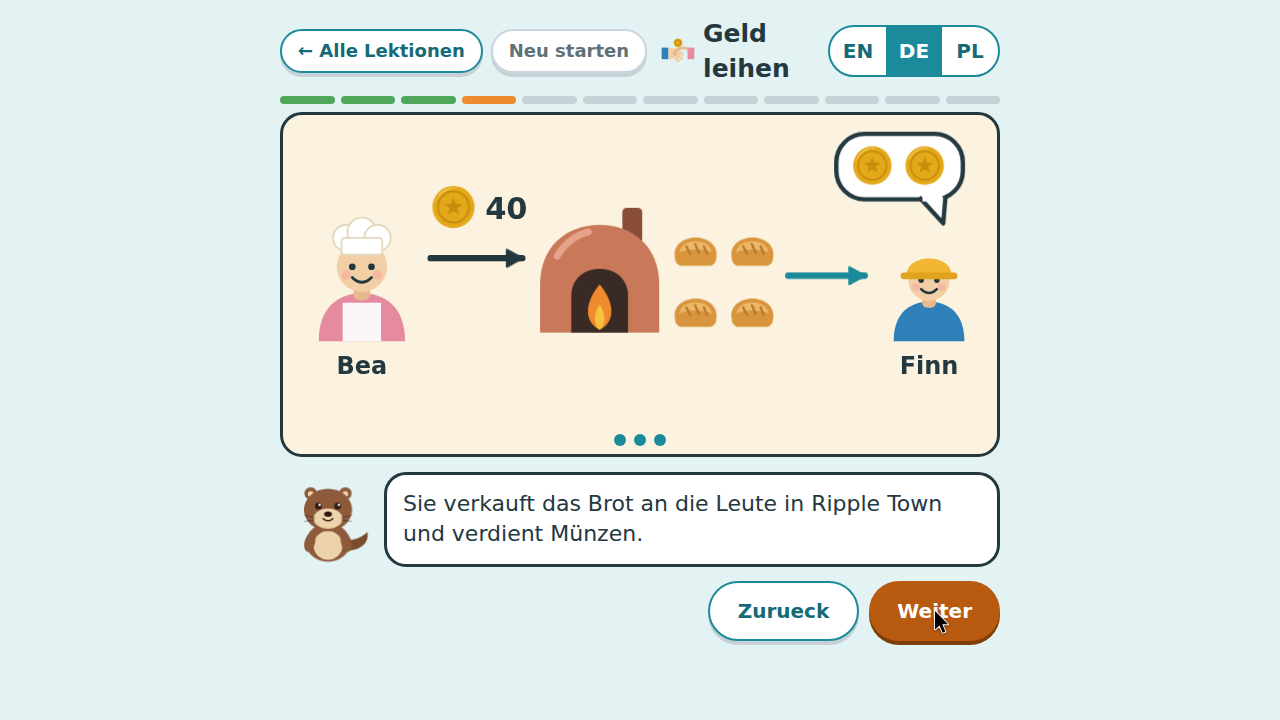 ← Alle Lektionen
Neu starten
Geld
leihen
EN DE PL
40
Bea
Finn
Sie verkauft das Brot an die Leute in Ripple Town
und verdient Münzen.
Zurueck
Weiter